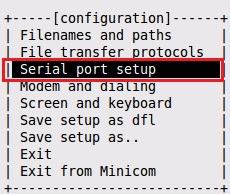 +-----[configuration]------+
| Filenames and paths      |
| File transfer protocols  |
| Serial port setup        |
| Modem and dialing        |
| Screen and keyboard      |
| Save setup as dfl        |
| Save setup as..          |
| Exit                     |
| Exit from Minicom        |
+--------------------------+